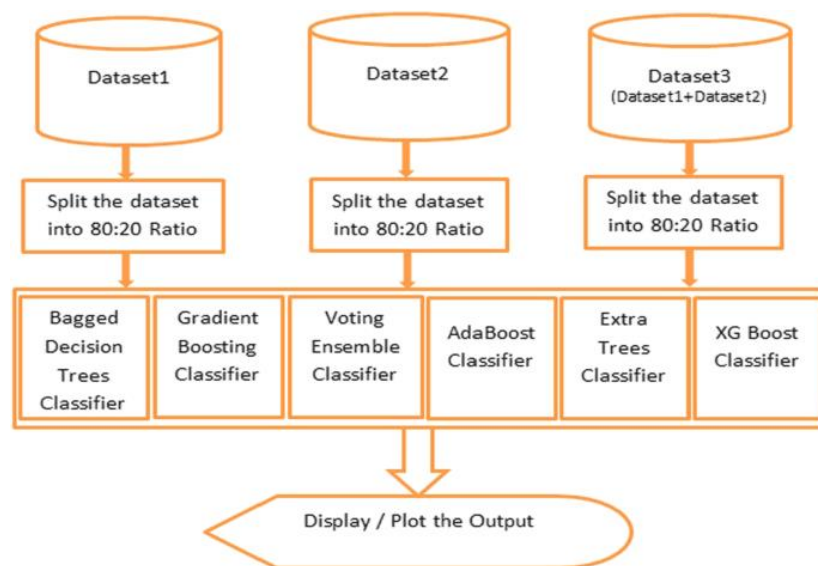 Dataset1
Dataset2
Dataset3
(Dataset1+Dataset2)
Split the dataset
into 80:20 Ratio
Split the dataset
into 80:20 Ratio
Split the dataset
into 80:20 Ratio
Bagged
Decision
Trees
Classifier
Gradient
Boosting
Classifier
Voting
Ensemble
Classifier
AdaBoost
Classifier
Extra
Trees
Classifier
XG Boost
Classifier
Display / Plot the Output